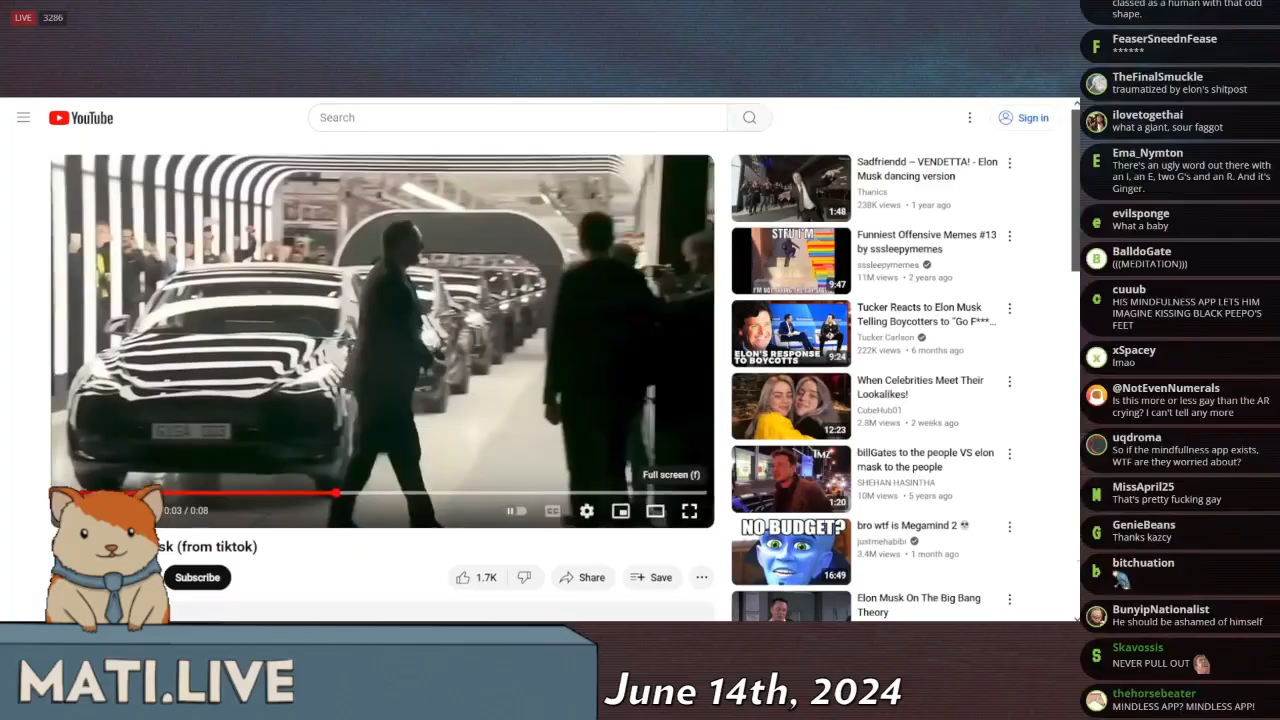 LIVE 3286
YouTube
Search
Sign in
Full screen (f)
0:03 / 0:08
sk (from tiktok)
Subscribe
1.7K
Share
Save
Sadfriendd – VENDETTA! - Elon
Musk dancing version
Thanics
238K views • 1 year ago
1:48
STFU I'M
Funniest Offensive Memes #13
by sssleepymemes
sssleepymemes
11M views • 2 years ago
9:47
Tucker Reacts to Elon Musk
Telling Boycotters to "Go F***...
Tucker Carlson
222K views • 6 months ago
ELON'S RESPONSE
TO BOYCOTTS
9:24
When Celebrities Meet Their
Lookalikes!
CubeHub01
2.8M views • 2 weeks ago
12:23
TMZ
billGates to the people VS elon
mask to the people
SHEHAN HASINTHA
10M views • 5 years ago
1:20
NO BUDGET?
bro wtf is Megamind 2 💀
juxtmehabibi
3.4M views • 1 month ago
16:49
Elon Musk On The Big Bang
Theory
classed as a human with that odd
shape.
FeaserSneednFease
******
TheFinalSmuckle
traumatized by elon's shitpost
ilovetogethai
what a giant, sour faggot
Ema_Nymton
There's an ugly word out there with
an I, an E, two G's and an R. And it's
Ginger.
evilsponge
What a baby
BalldoGate
(((MEDITATION)))
cuuub
HIS MINDFULNESS APP LETS HIM
IMAGINE KISSING BLACK PEEPO'S
FEET
xSpacey
lmao
@NotEvenNumerals
Is this more or less gay than the AR
crying? I can't tell any more
uqdroma
So if the mindfullness app exists,
WTF are they worried about?
MissApril25
That's pretty fucking gay
GenieBeans
Thanks kazcy
bitchuation
BunyipNationalist
He should be ashamed of himself
Skavossis
NEVER PULL OUT
thehorsebeater
MINDLESS APP? MINDLESS APP!
MATI.LIVE
June 14th, 2024